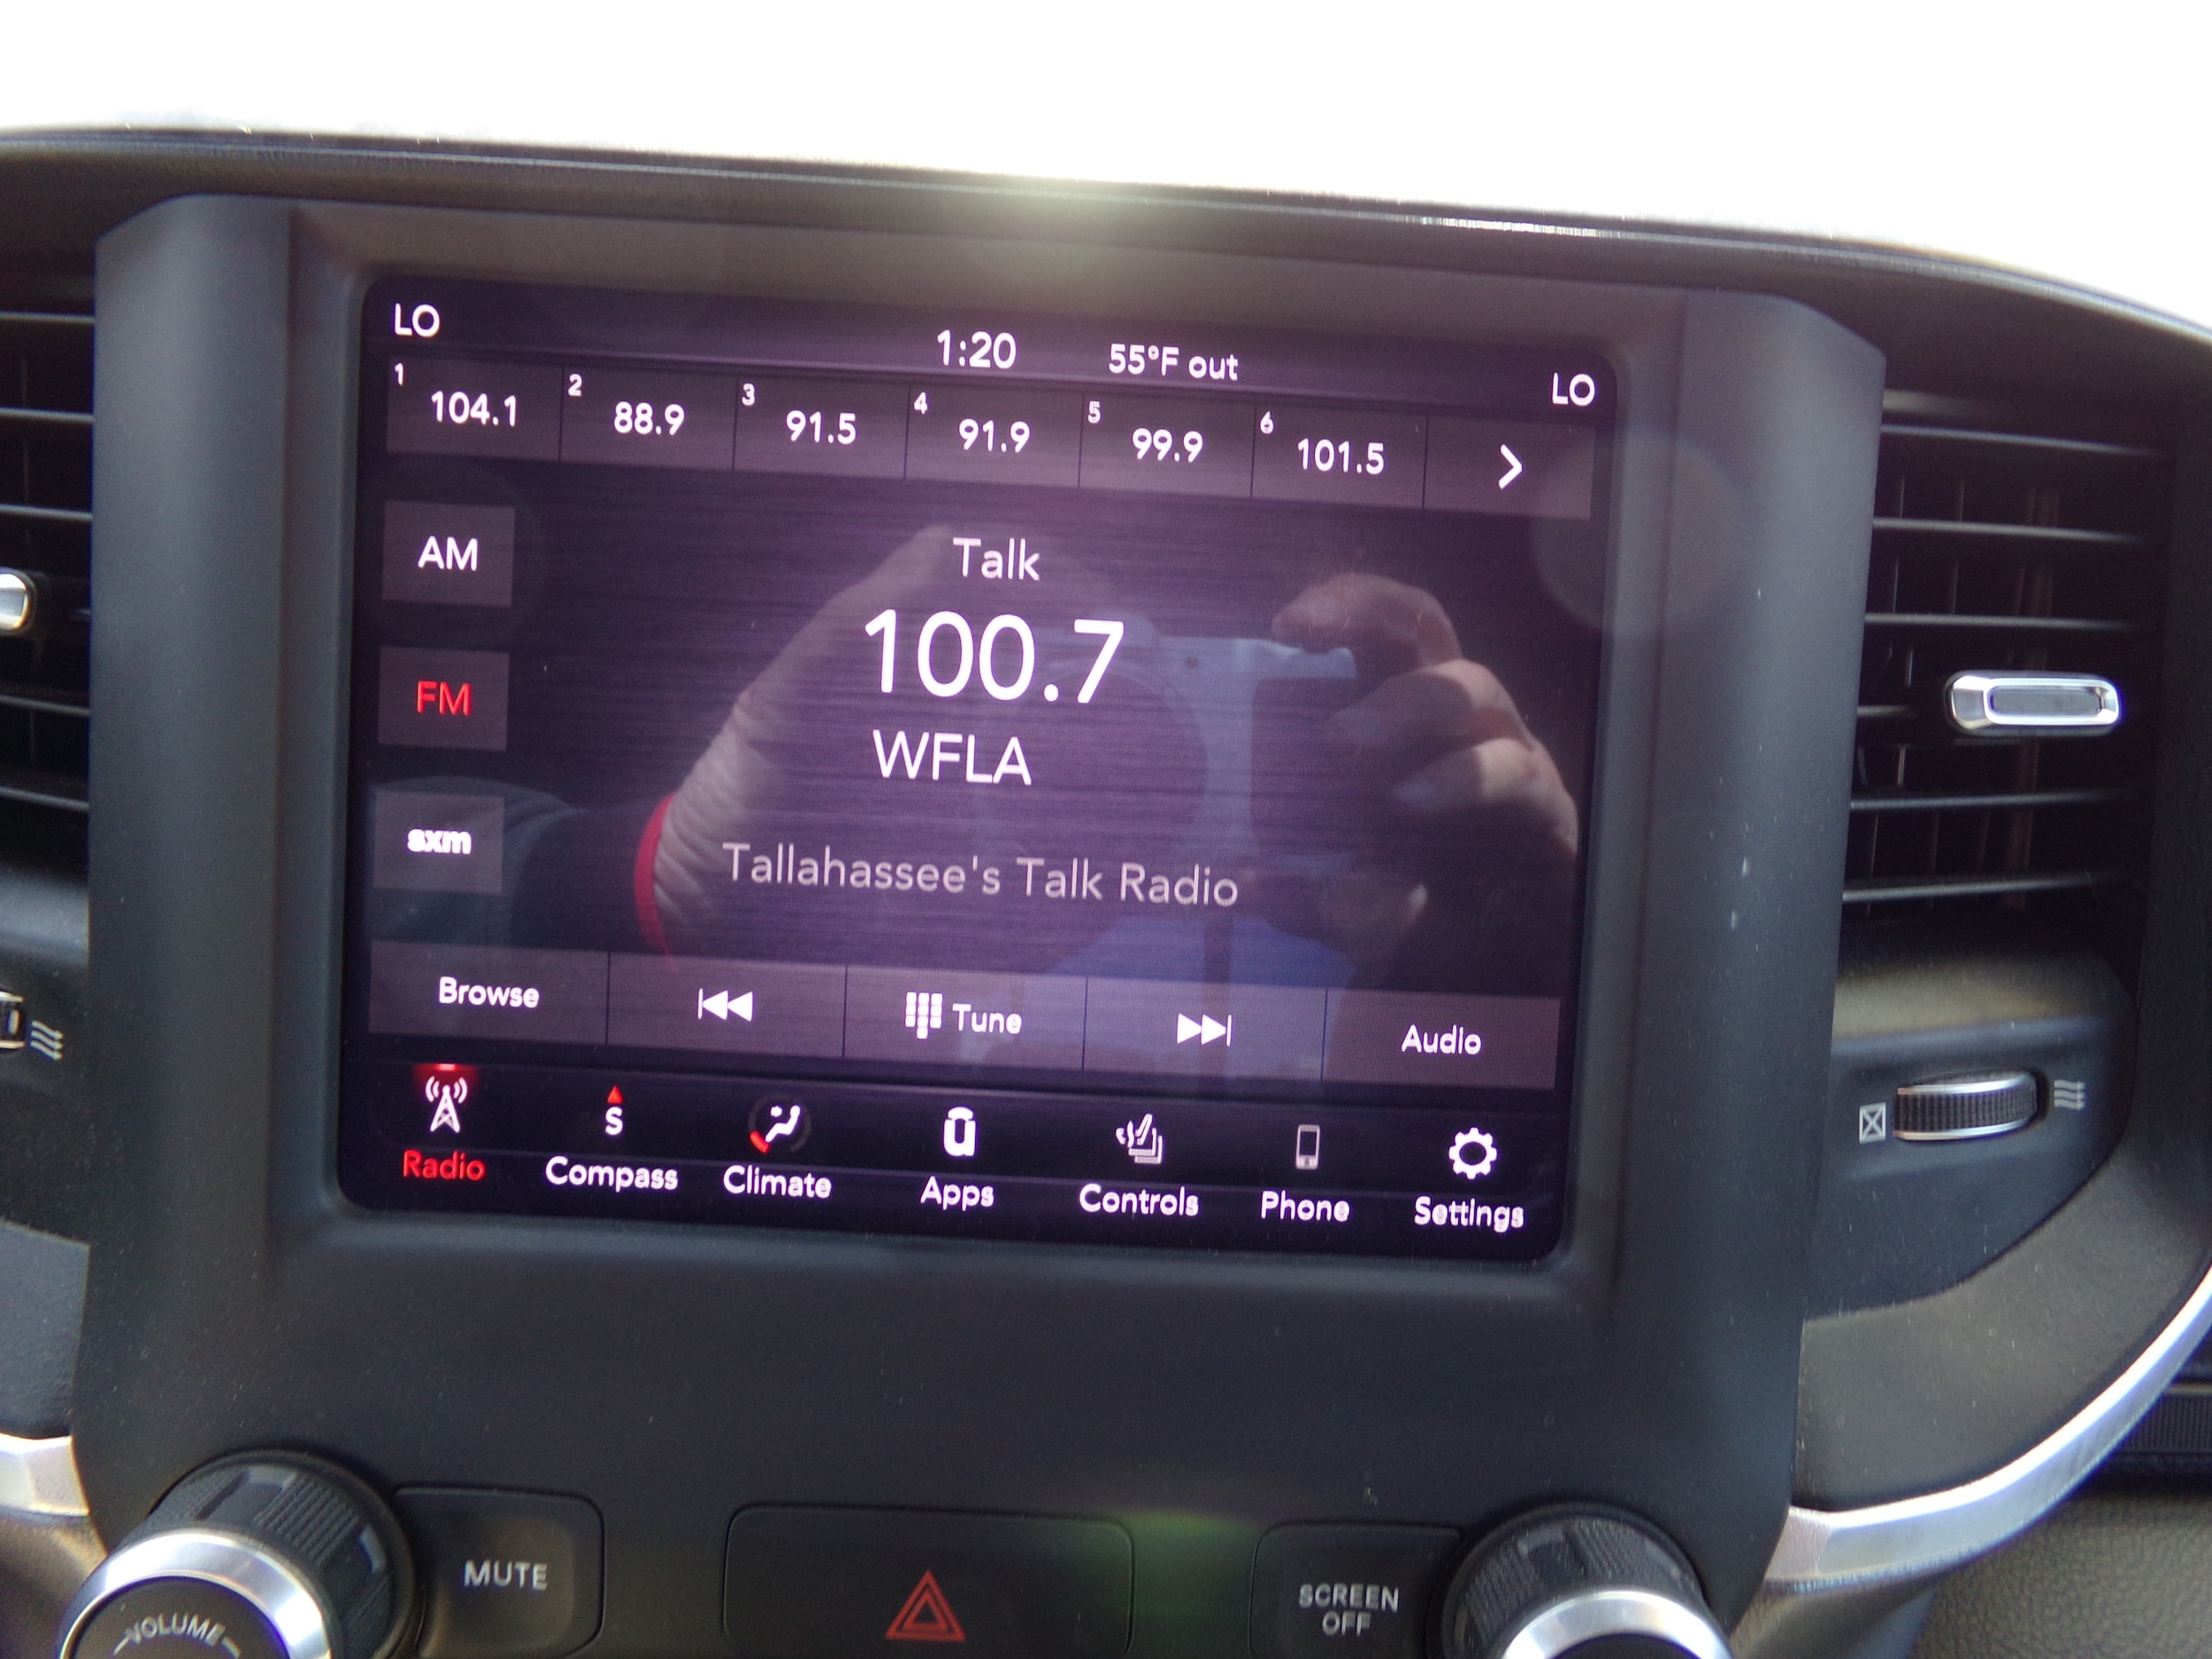 LO 1:20 55°F out LO
1 104.1 2 88.9 3 91.5 4 91.9 5 99.9 6 101.5
AM
Talk
100.7
FM
WFLA
sxm
Tallahassee's Talk Radio
Browse Tune Audio
S
Radio Compass Climate Apps Controls Phone Settings
MUTE
SCREEN
OFF
VOLUME